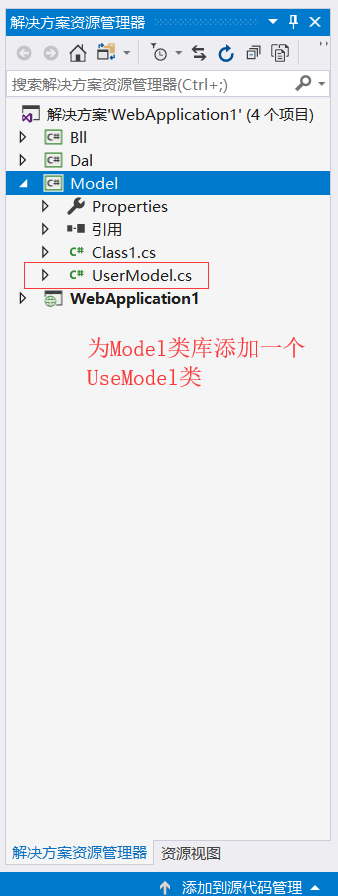 解决方案资源管理器
搜索解决方案资源管理器(Ctrl+;)
解决方案'WebApplication1' (4 个项目)
C# Bll
C# Dal
C# Model
Properties
引用
C# Class1.cs
C# UserModel.cs
WebApplication1
为Model类库添加一个
UseModel类
解决方案资源管理器 资源视图
添加到源代码管理